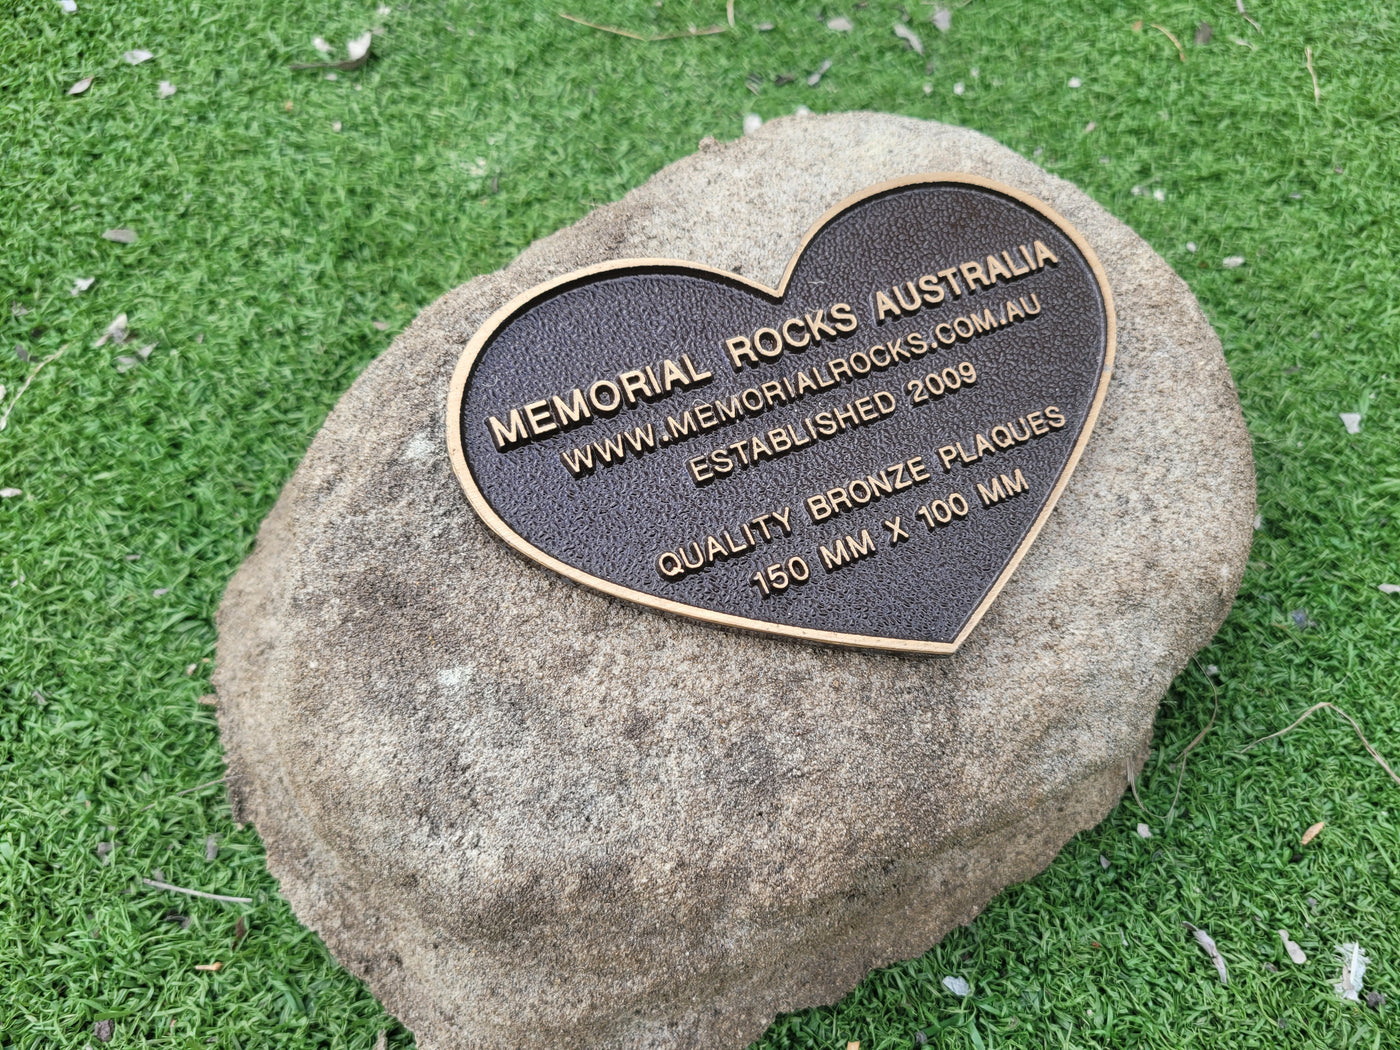 MEMORIAL ROCKS AUSTRALIA
WWW.MEMORIALROCKS.COM.AU
ESTABLISHED 2009
QUALITY BRONZE PLAQUES
150 MM X 100 MM